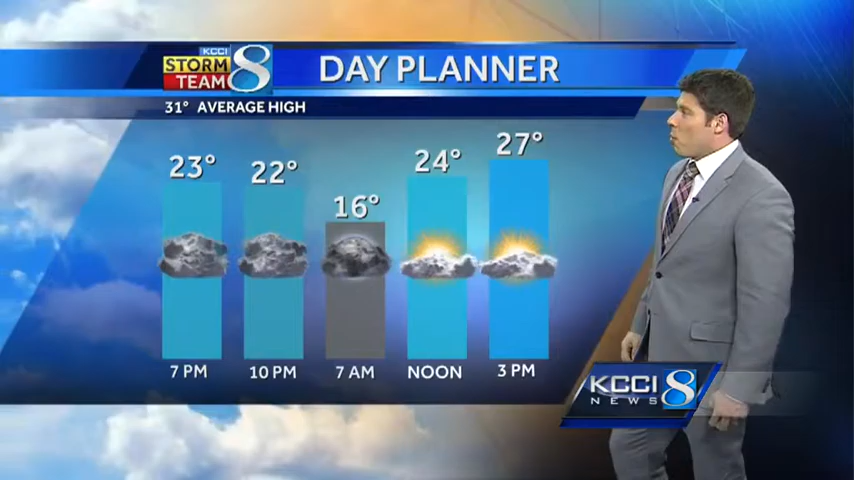 KCCI
STORM
TEAM
8
DAY PLANNER
31° AVERAGE HIGH
23°
22°
16°
24°
27°
7 PM
10 PM
7 AM
NOON
3 PM
KCCI 8
NEWS